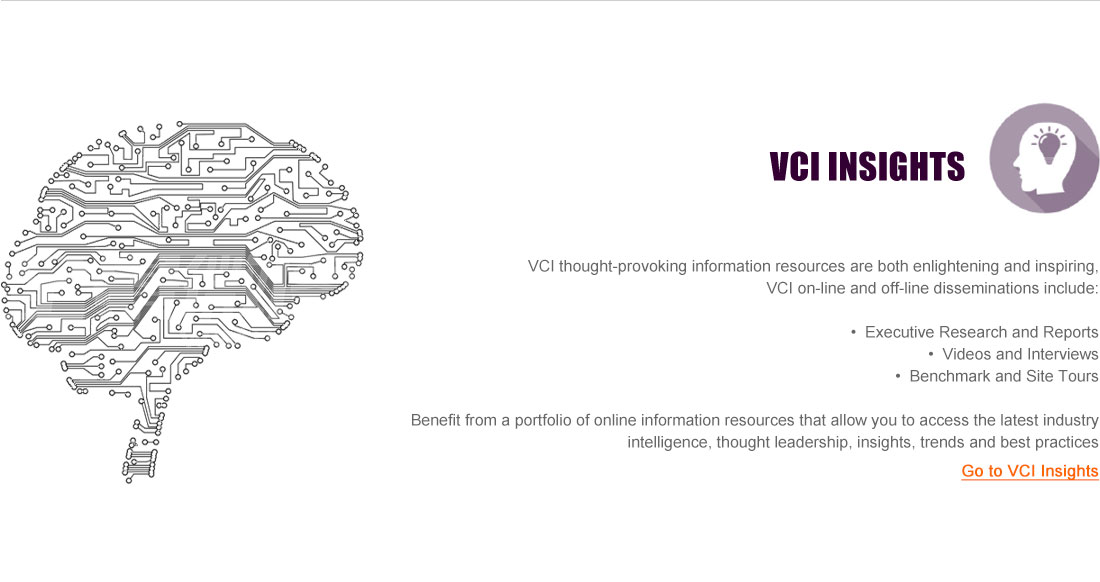 VCI INSIGHTS
VCI thought-provoking information resources are both enlightening and inspiring,
VCI on-line and off-line disseminations include:
• Executive Research and Reports
• Videos and Interviews
• Benchmark and Site Tours
Benefit from a portfolio of online information resources that allow you to access the latest industry
intelligence, thought leadership, insights, trends and best practices
Go to VCI Insights